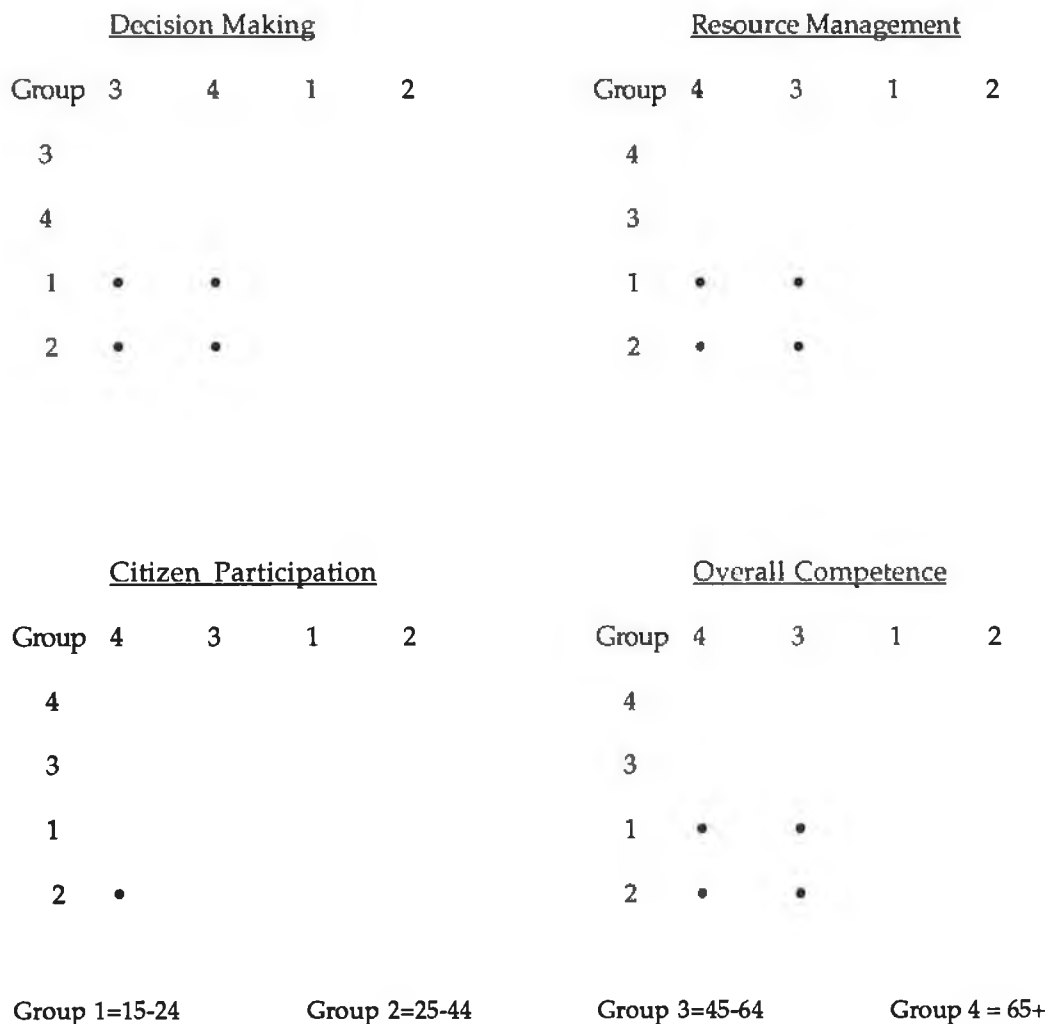 Decision Making
Group 3 4 1 2
3
4
1 • •
2 • •
Resource Management
Group 4 3 1 2
4
3
1 • •
2 • •
Citizen Participation
Group 4 3 1 2
4
3
1
2 •
Overall Competence
Group 4 3 1 2
4
3
1 • •
2 • •
Group 1=15-24 Group 2=25-44 Group 3=45-64 Group 4 = 65+